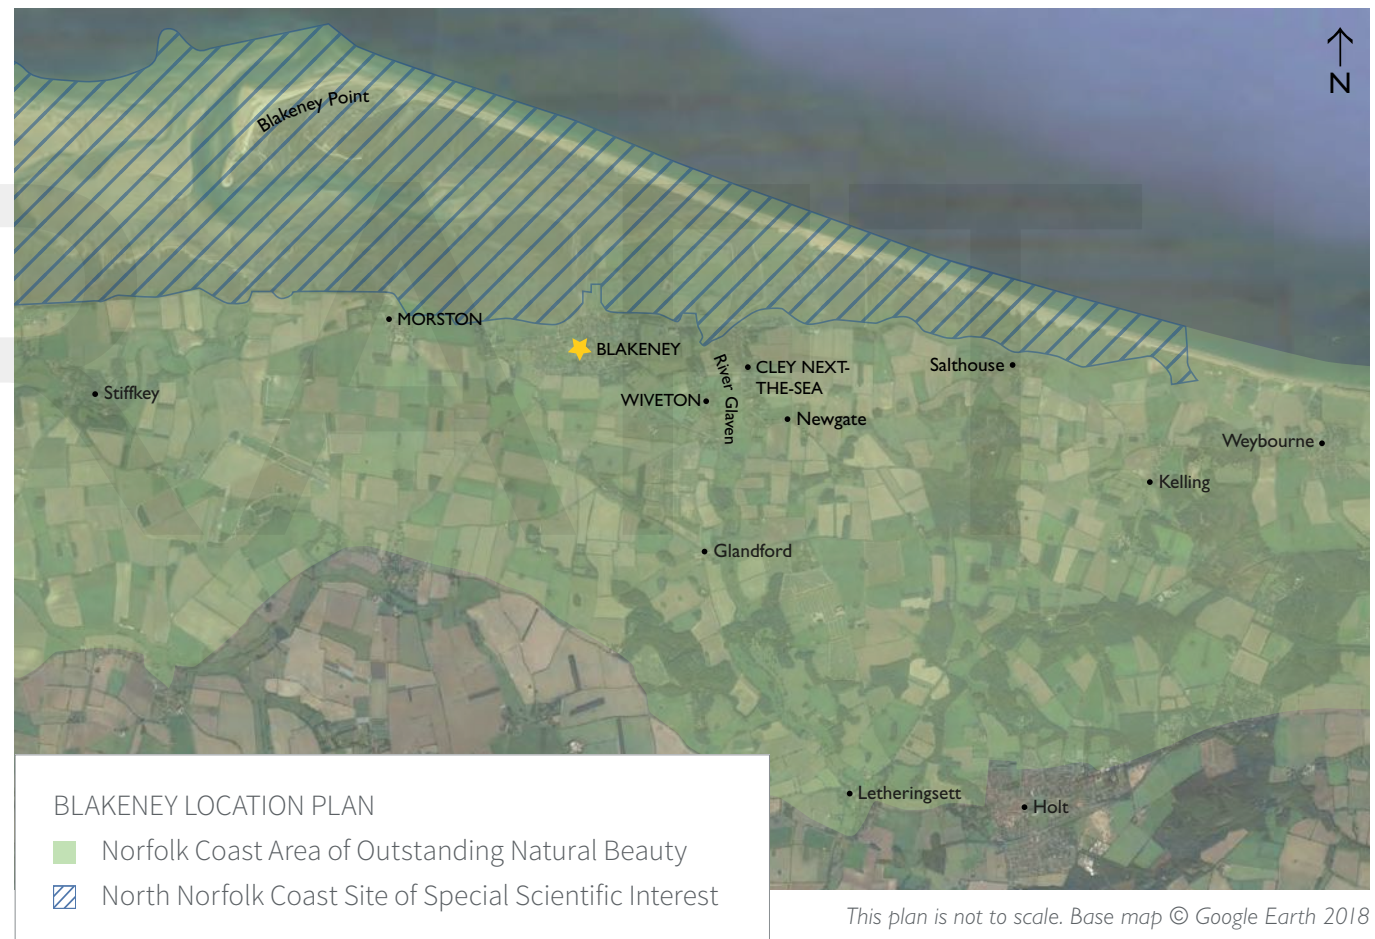 N
Blakeney Point
MORSTON
BLAKENEY
Stiffkey
WIVETON
River Glaven
CLEY NEXT-
THE-SEA
Newgate
Salthouse
Weybourne
Kelling
Glandford
Letheringsett
Holt
BLAKENEY LOCATION PLAN
Norfolk Coast Area of Outstanding Natural Beauty
North Norfolk Coast Site of Special Scientific Interest
This plan is not to scale. Base map © Google Earth 2018